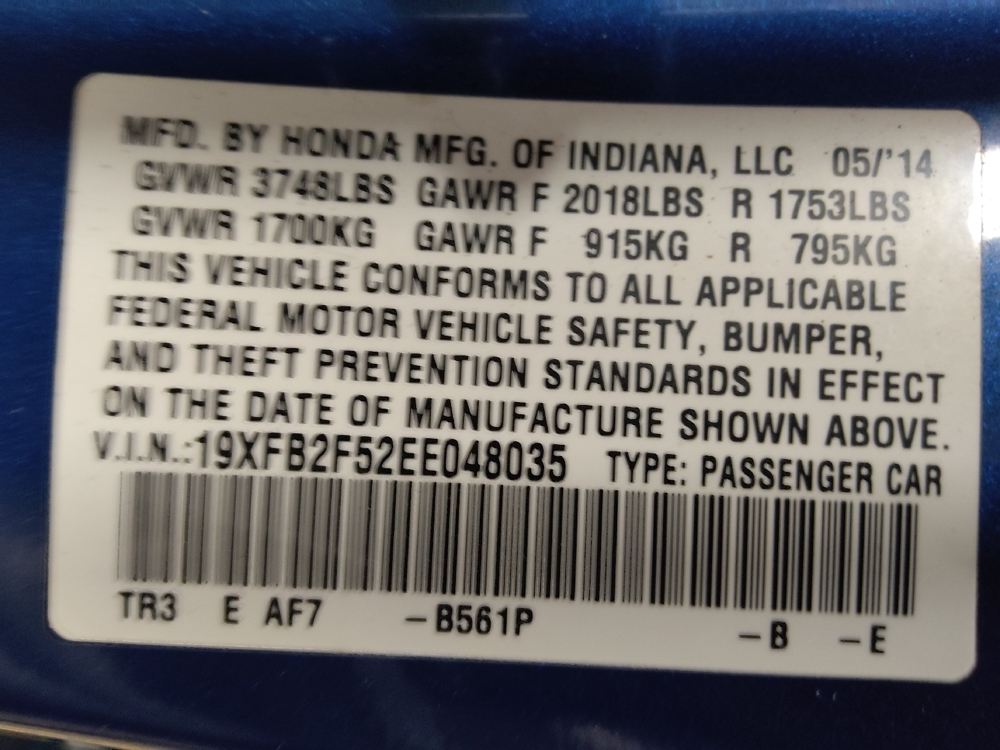 MFD. BY HONDA MFG. OF INDIANA, LLC 05/'14
GVWR 3748LBS GAWR F 2018LBS R 1753LBS
GVWR 1700KG GAWR F 915KG R 795KG
THIS VEHICLE CONFORMS TO ALL APPLICABLE
FEDERAL MOTOR VEHICLE SAFETY, BUMPER,
AND THEFT PREVENTION STANDARDS IN EFFECT
ON THE DATE OF MANUFACTURE SHOWN ABOVE.
V.I.N.:19XFB2F52EE048035 TYPE: PASSENGER CAR
TR3 E AF7 -B561P -B -E